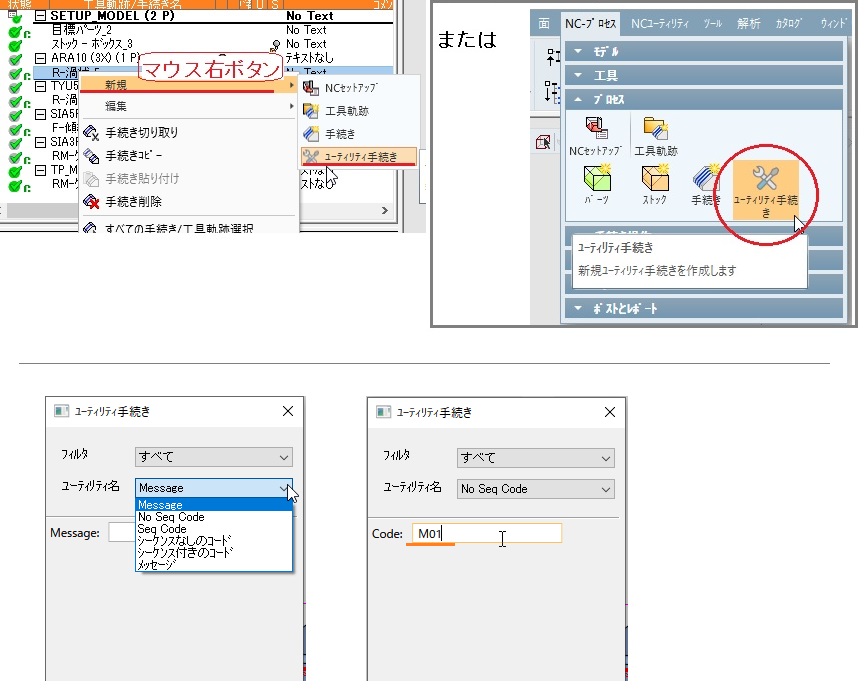 状態 工具軌跡/手続き名 U S コメン
SETUP_MODEL (2 P) No Text
目標パーツ_2 No Text
ストック - ボックス_3 No Text
ARA10 (3X) (1 P) テキストなし
R-渦 No Text
マウス右ボタン
TYU5
R-渦
SIA5F
F-傾
SIA3F
RM-ｸ
TP_M
RM-ｸ
新規
編集
手続き切り取り
手続きｺﾋﾟｰ
手続き貼り付け
手続き削除
すべての手続き/工具軌跡選択
NCｾｯﾄｱｯﾌﾟ
工具軌跡
手続き
ﾕｰﾃｨﾘﾃｨ手続き
または
面 NC-ﾌﾟﾛｾｽ NCﾕｰﾃｨﾘﾃｨ ﾂｰﾙ 解析 ｶﾀﾛｸﾞ ｳｨﾝﾄﾞ
ﾓﾃﾞﾙ
工具
ﾌﾟﾛｾｽ
NCｾｯﾄｱｯﾌﾟ 工具軌跡
ﾊﾟｰﾂ ｽﾄｯｸ 手続き ﾕｰﾃｨﾘﾃｨ手続
き
ﾕｰﾃｨﾘﾃｨ手続き
新規ﾕｰﾃｨﾘﾃｨ手続きを作成します
ﾎﾟｽﾄとﾚﾎﾟｰﾄ
ﾕｰﾃｨﾘﾃｨ手続き
ﾌｨﾙﾀ すべて
ﾕｰﾃｨﾘﾃｨ名 Message
Message
No Seq Code
Seq Code
ｼｰｹﾝｽなしのｺｰﾄﾞ
ｼｰｹﾝｽ付きのｺｰﾄﾞ
ﾒｯｾｰｼﾞ
Message:
ﾕｰﾃｨﾘﾃｨ手続き
ﾌｨﾙﾀ すべて
ﾕｰﾃｨﾘﾃｨ名 No Seq Code
Code: M01